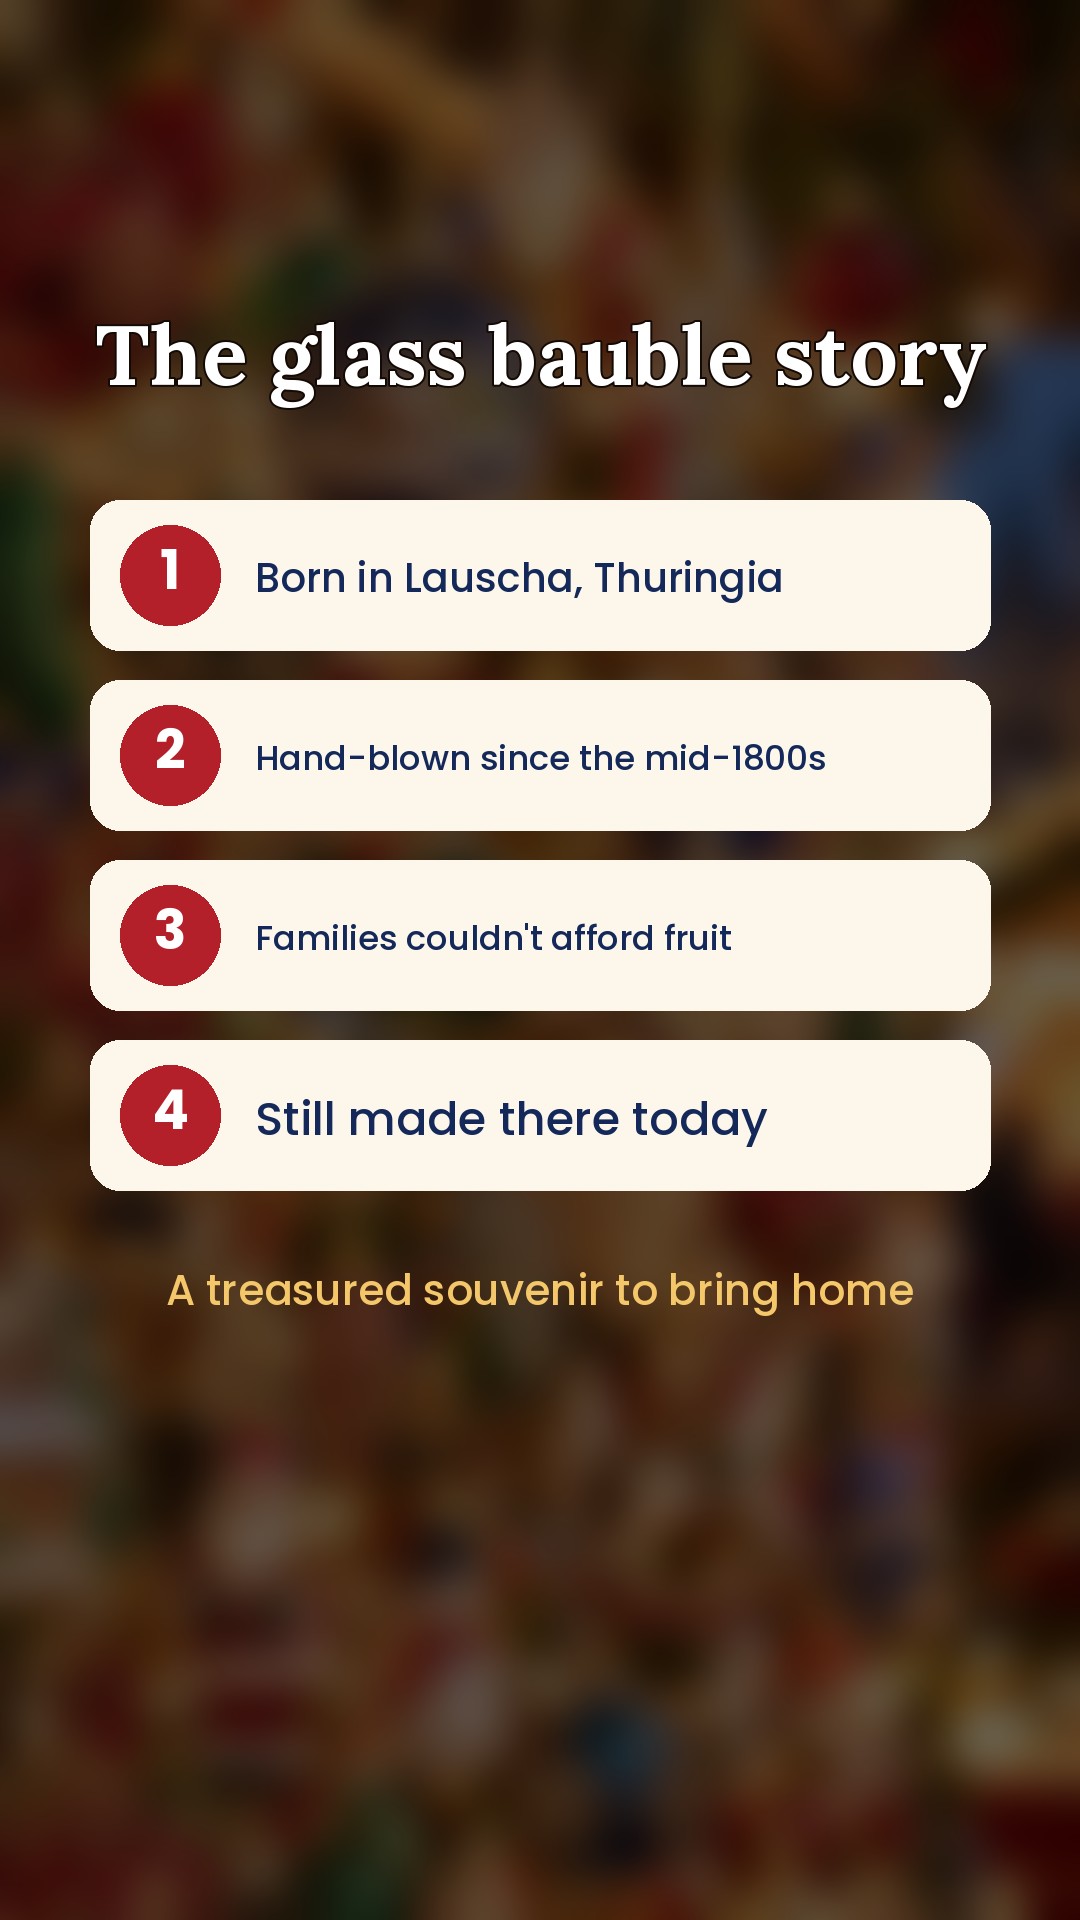 The glass bauble story
1
Born in Lauscha, Thuringia
2
Hand-blown since the mid-1800s
3
Families couldn't afford fruit
4
Still made there today
A treasured souvenir to bring home